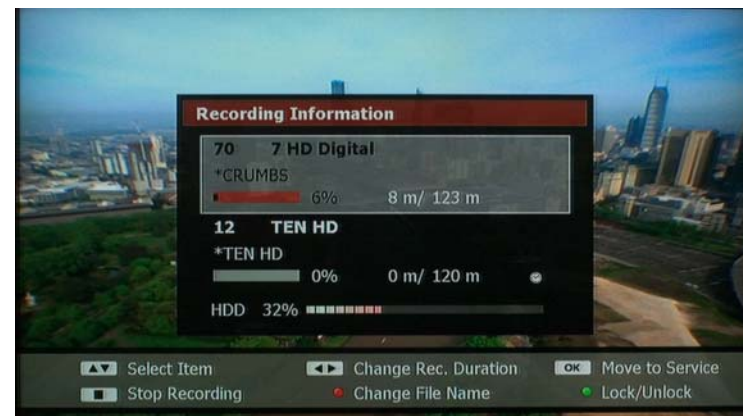 Recording Information
70 7 HD Digital
*CRUMBS
6% 8 m/ 123 m
12 TEN HD
*TEN HD
0% 0 m/ 120 m
HDD 32%
Select Item Change Rec. Duration OK Move to Service
Stop Recording Change File Name Lock/Unlock